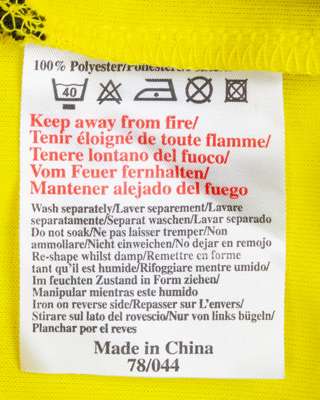 100% Polyester/Poliester/Polies
40
Keep away from fire/
Tenir éloigné de toute flamme/
Tenere lontano del fuoco/
Vom Feuer fernhalten/
Mantener alejado del fuego
Wash separately/Laver separement/Lavare
separatamente/Separat waschen/Lavar separado
Do not soak/Ne pas laisser tremper/Non
ammollare/Nicht einweichen/No dejar en remojo
Re-shape whilst damp/Remettre en forme
tant qu'il est humide/Rifoggiare mentre umido/
Im feuchten Zustand in Form ziehen/
Manipular mientras este humido
Iron on reverse side/Repasser sur L'envers/
Stirare sul lato del rovescio/Nur von links bügeln/
Planchar por el reves
Made in China
78/044